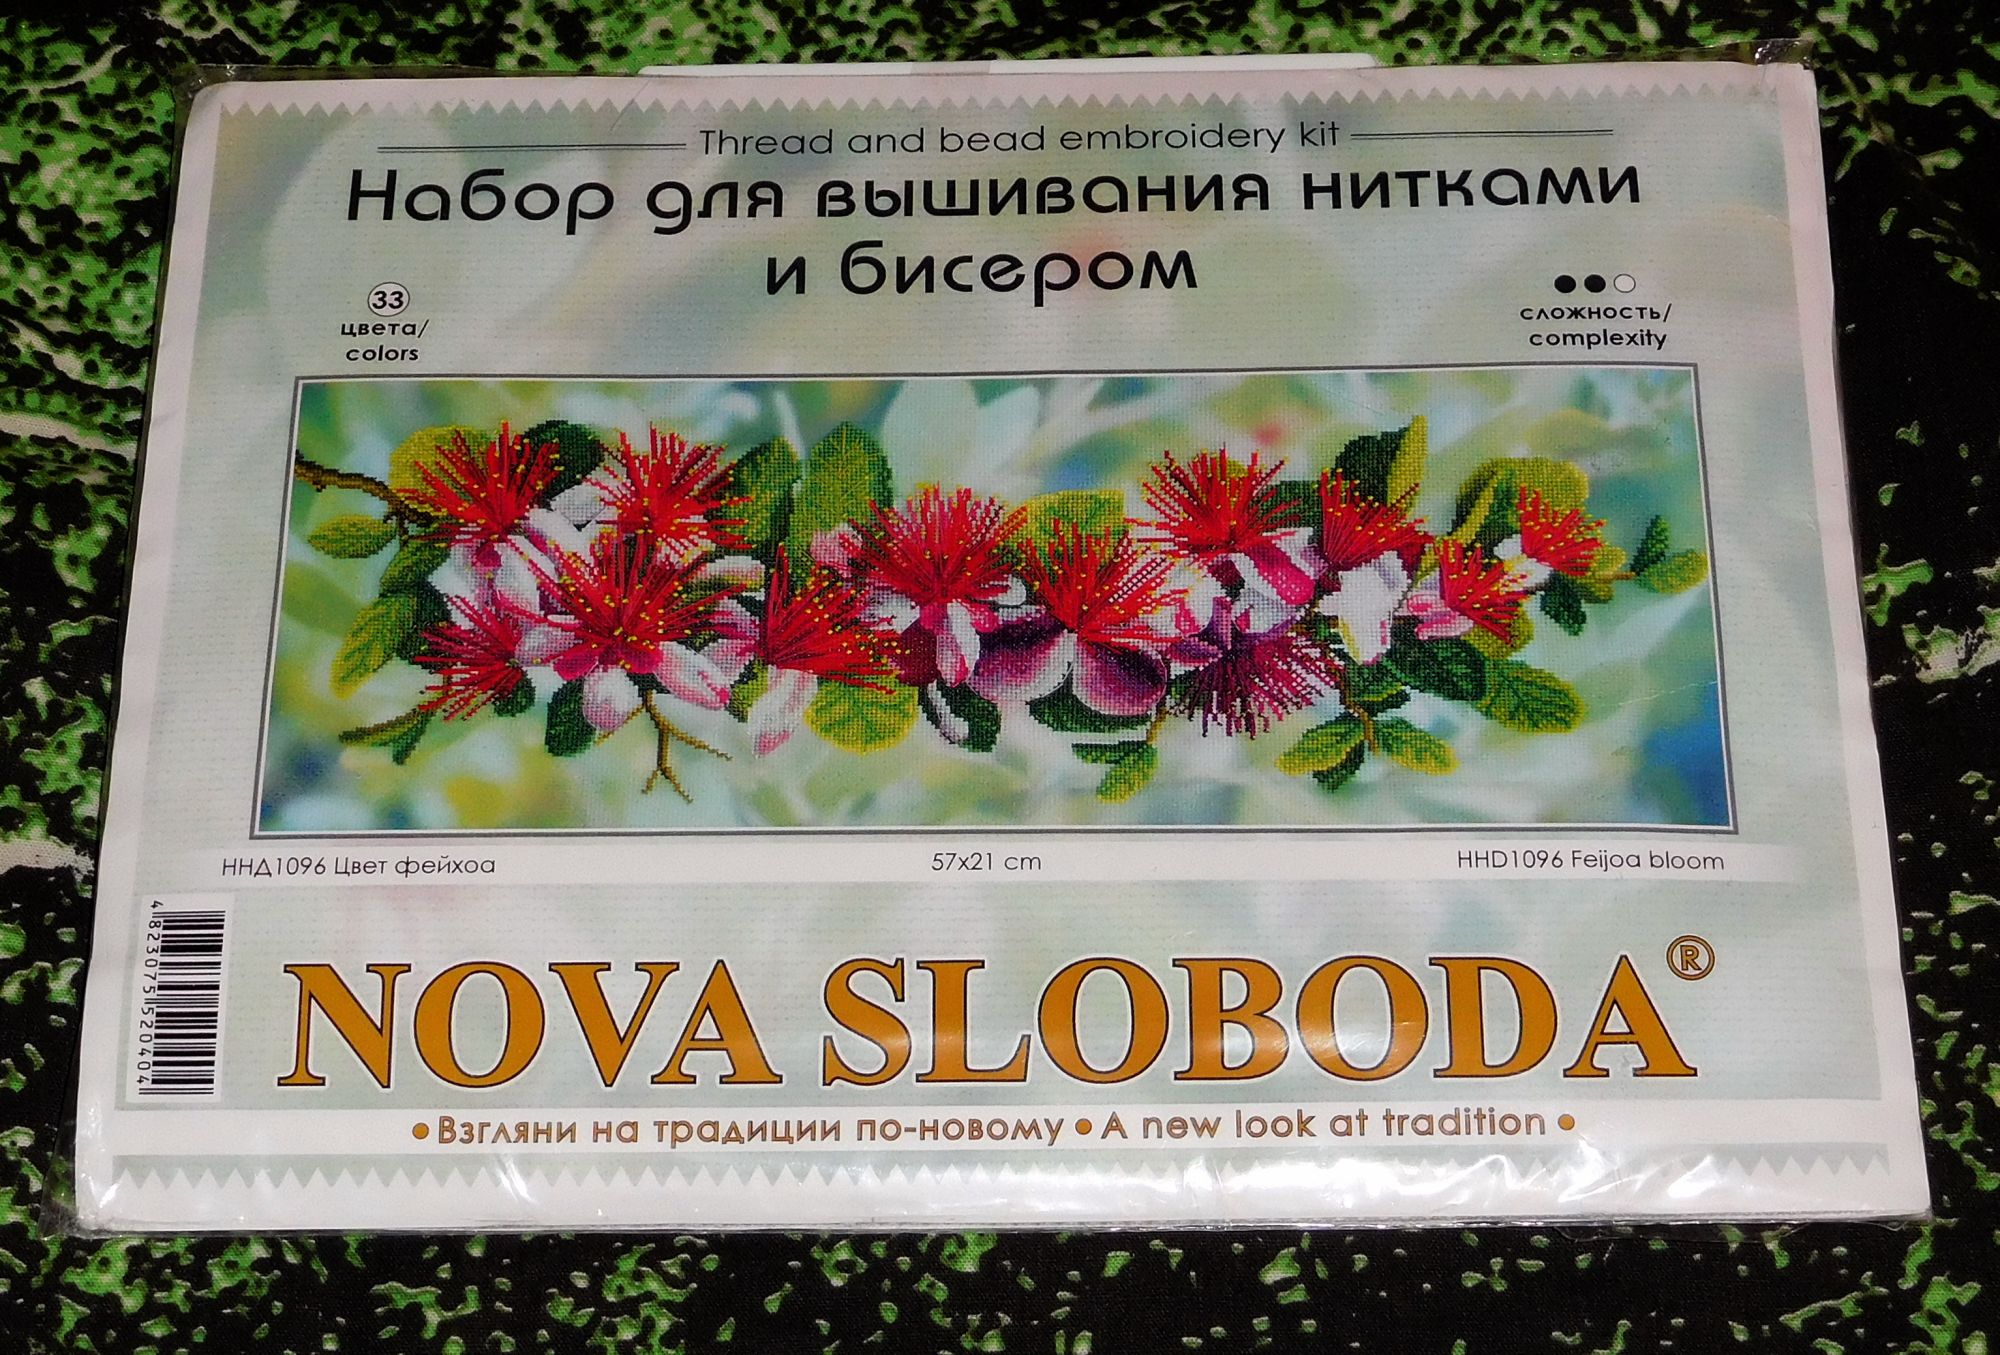 Thread and bead embroidery kit
Набор для вышивания нитками
и бисером
33
цвета/
colors
сложность/
complexity
ННД1096 Цвет фейхоа
57x21 cm
HHD1096 Feijoa bloom
4823075520404
NOVA SLOBODA®
•Взгляни на традиции по-новому•A new look at tradition•